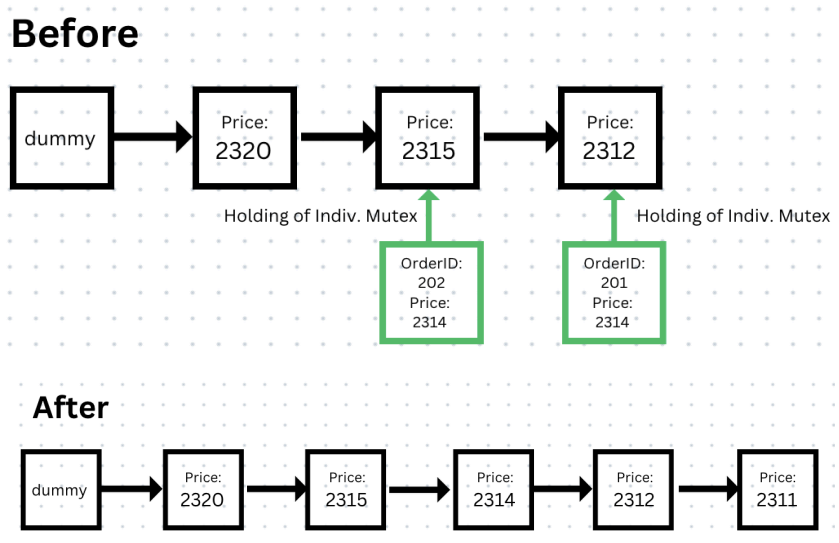 Before
dummy
Price:
2320
Price:
2315
Price:
2312
Holding of Indiv. Mutex
Holding of Indiv. Mutex
OrderID:
202
Price:
2314
OrderID:
201
Price:
2314
After
dummy
Price:
2320
Price:
2315
Price:
2314
Price:
2312
Price:
2311